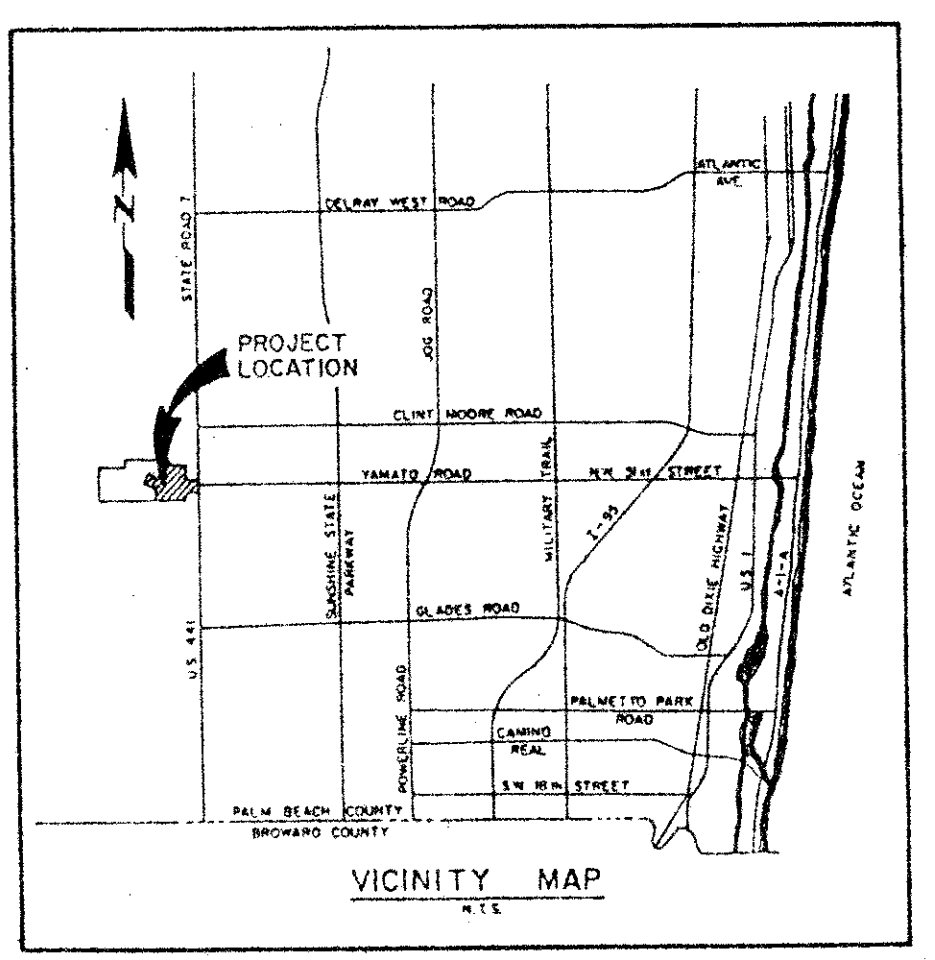 ATLANTIC
AVE.
DELRAY WEST ROAD
N
STATE ROAD 7
JOG ROAD
PROJECT
LOCATION
CLINT MOORE ROAD
YAMATO ROAD
N.W. 51st STREET
MILITARY TRAIL
I-95
SUNSHINE STATE
PARKWAY
OLD DIXIE HIGHWAY
U.S. 1
A-1-A
ATLANTIC OCEAN
GLADES ROAD
U.S. 441
POWERLINE ROAD
PALMETTO PARK
ROAD
CAMINO
REAL
S.W. 18th STREET
PALM BEACH COUNTY
BROWARD COUNTY
VICINITY MAP
N.T.S.